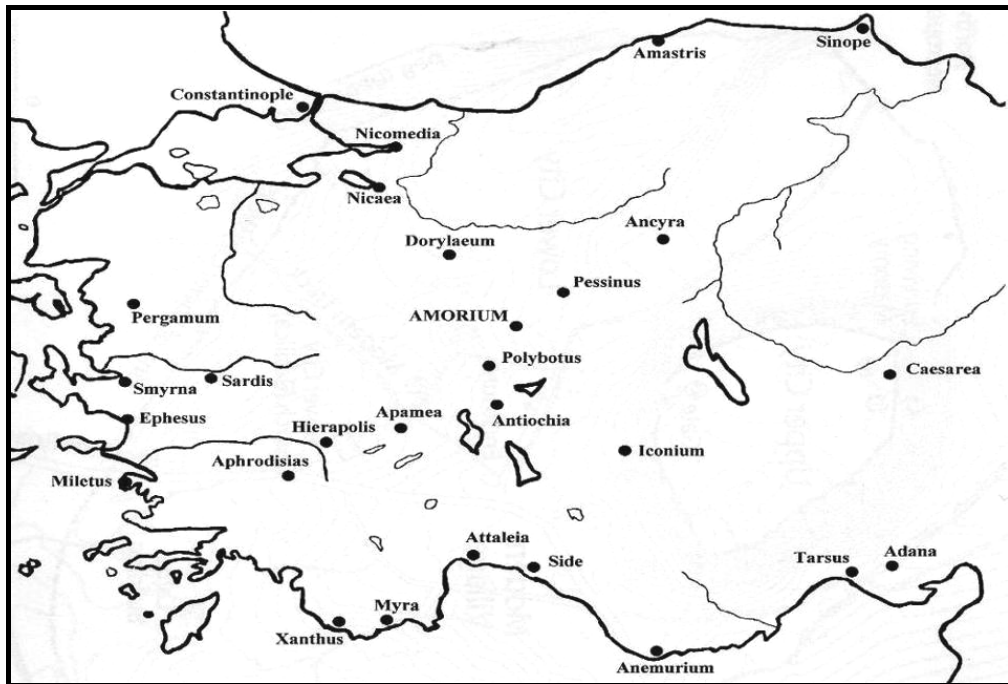 Sinope
Amastris
Constantinople
Nicomedia
Nicaea
Ancyra
Dorylaeum
Pessinus
Pergamum
AMORIUM
Polybotus
Caesarea
Smyrna
Sardis
Antiochia
Apamea
Ephesus
Hierapolis
Iconium
Aphrodisias
Miletus
Attaleia
Side
Tarsus
Adana
Myra
Xanthus
Anemurium